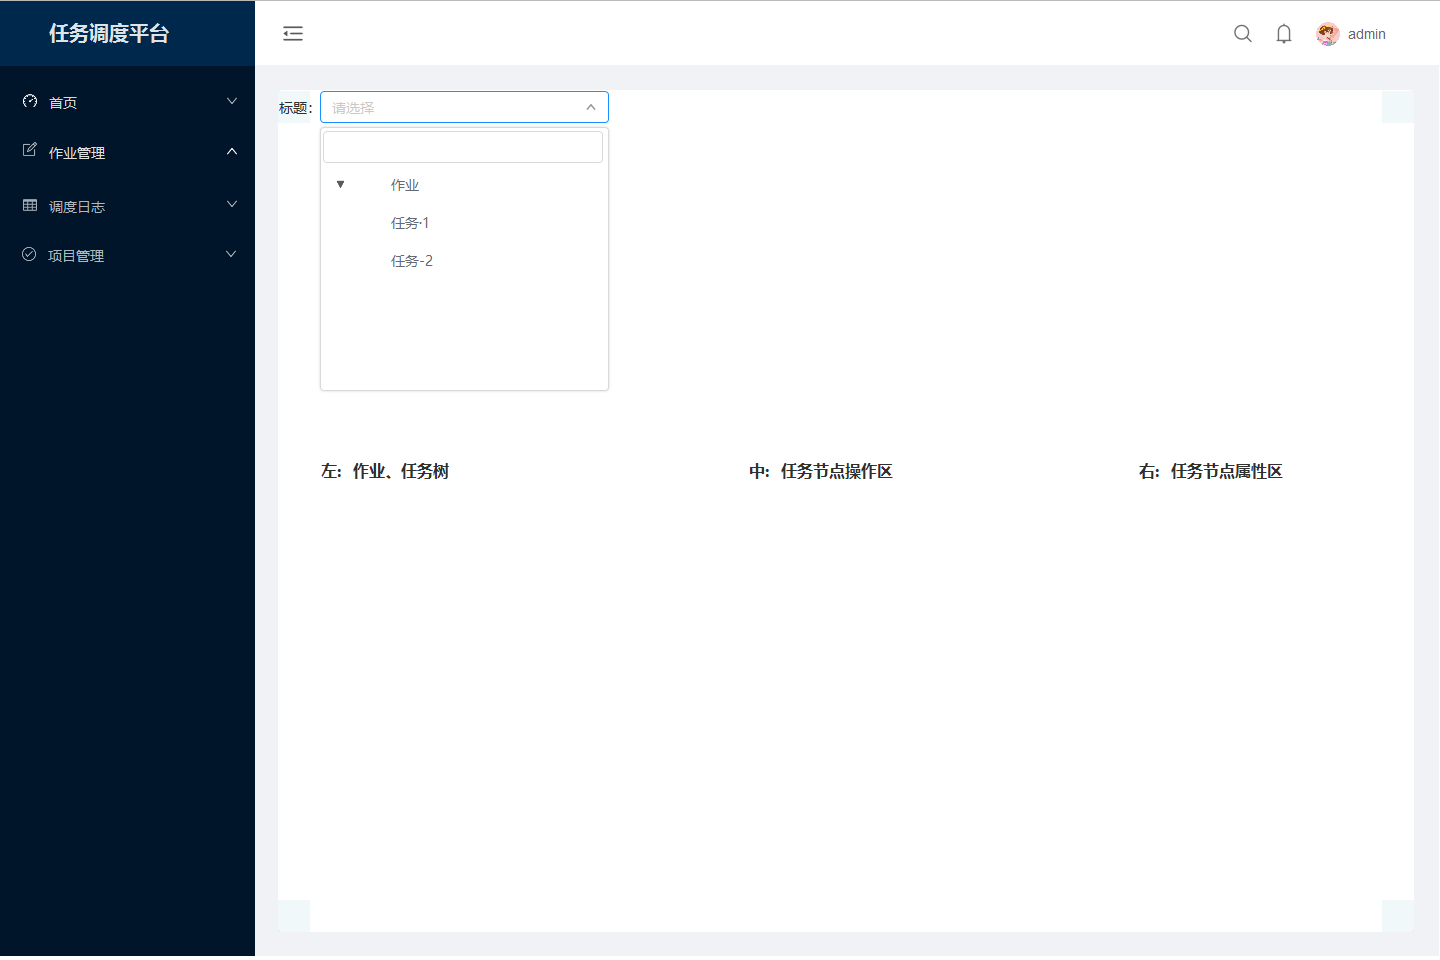 任务调度平台
admin
首页
作业管理
调度日志
项目管理
标题：
请选择
作业
任务-1
任务-2
左：作业、任务树
中：任务节点操作区
右：任务节点属性区